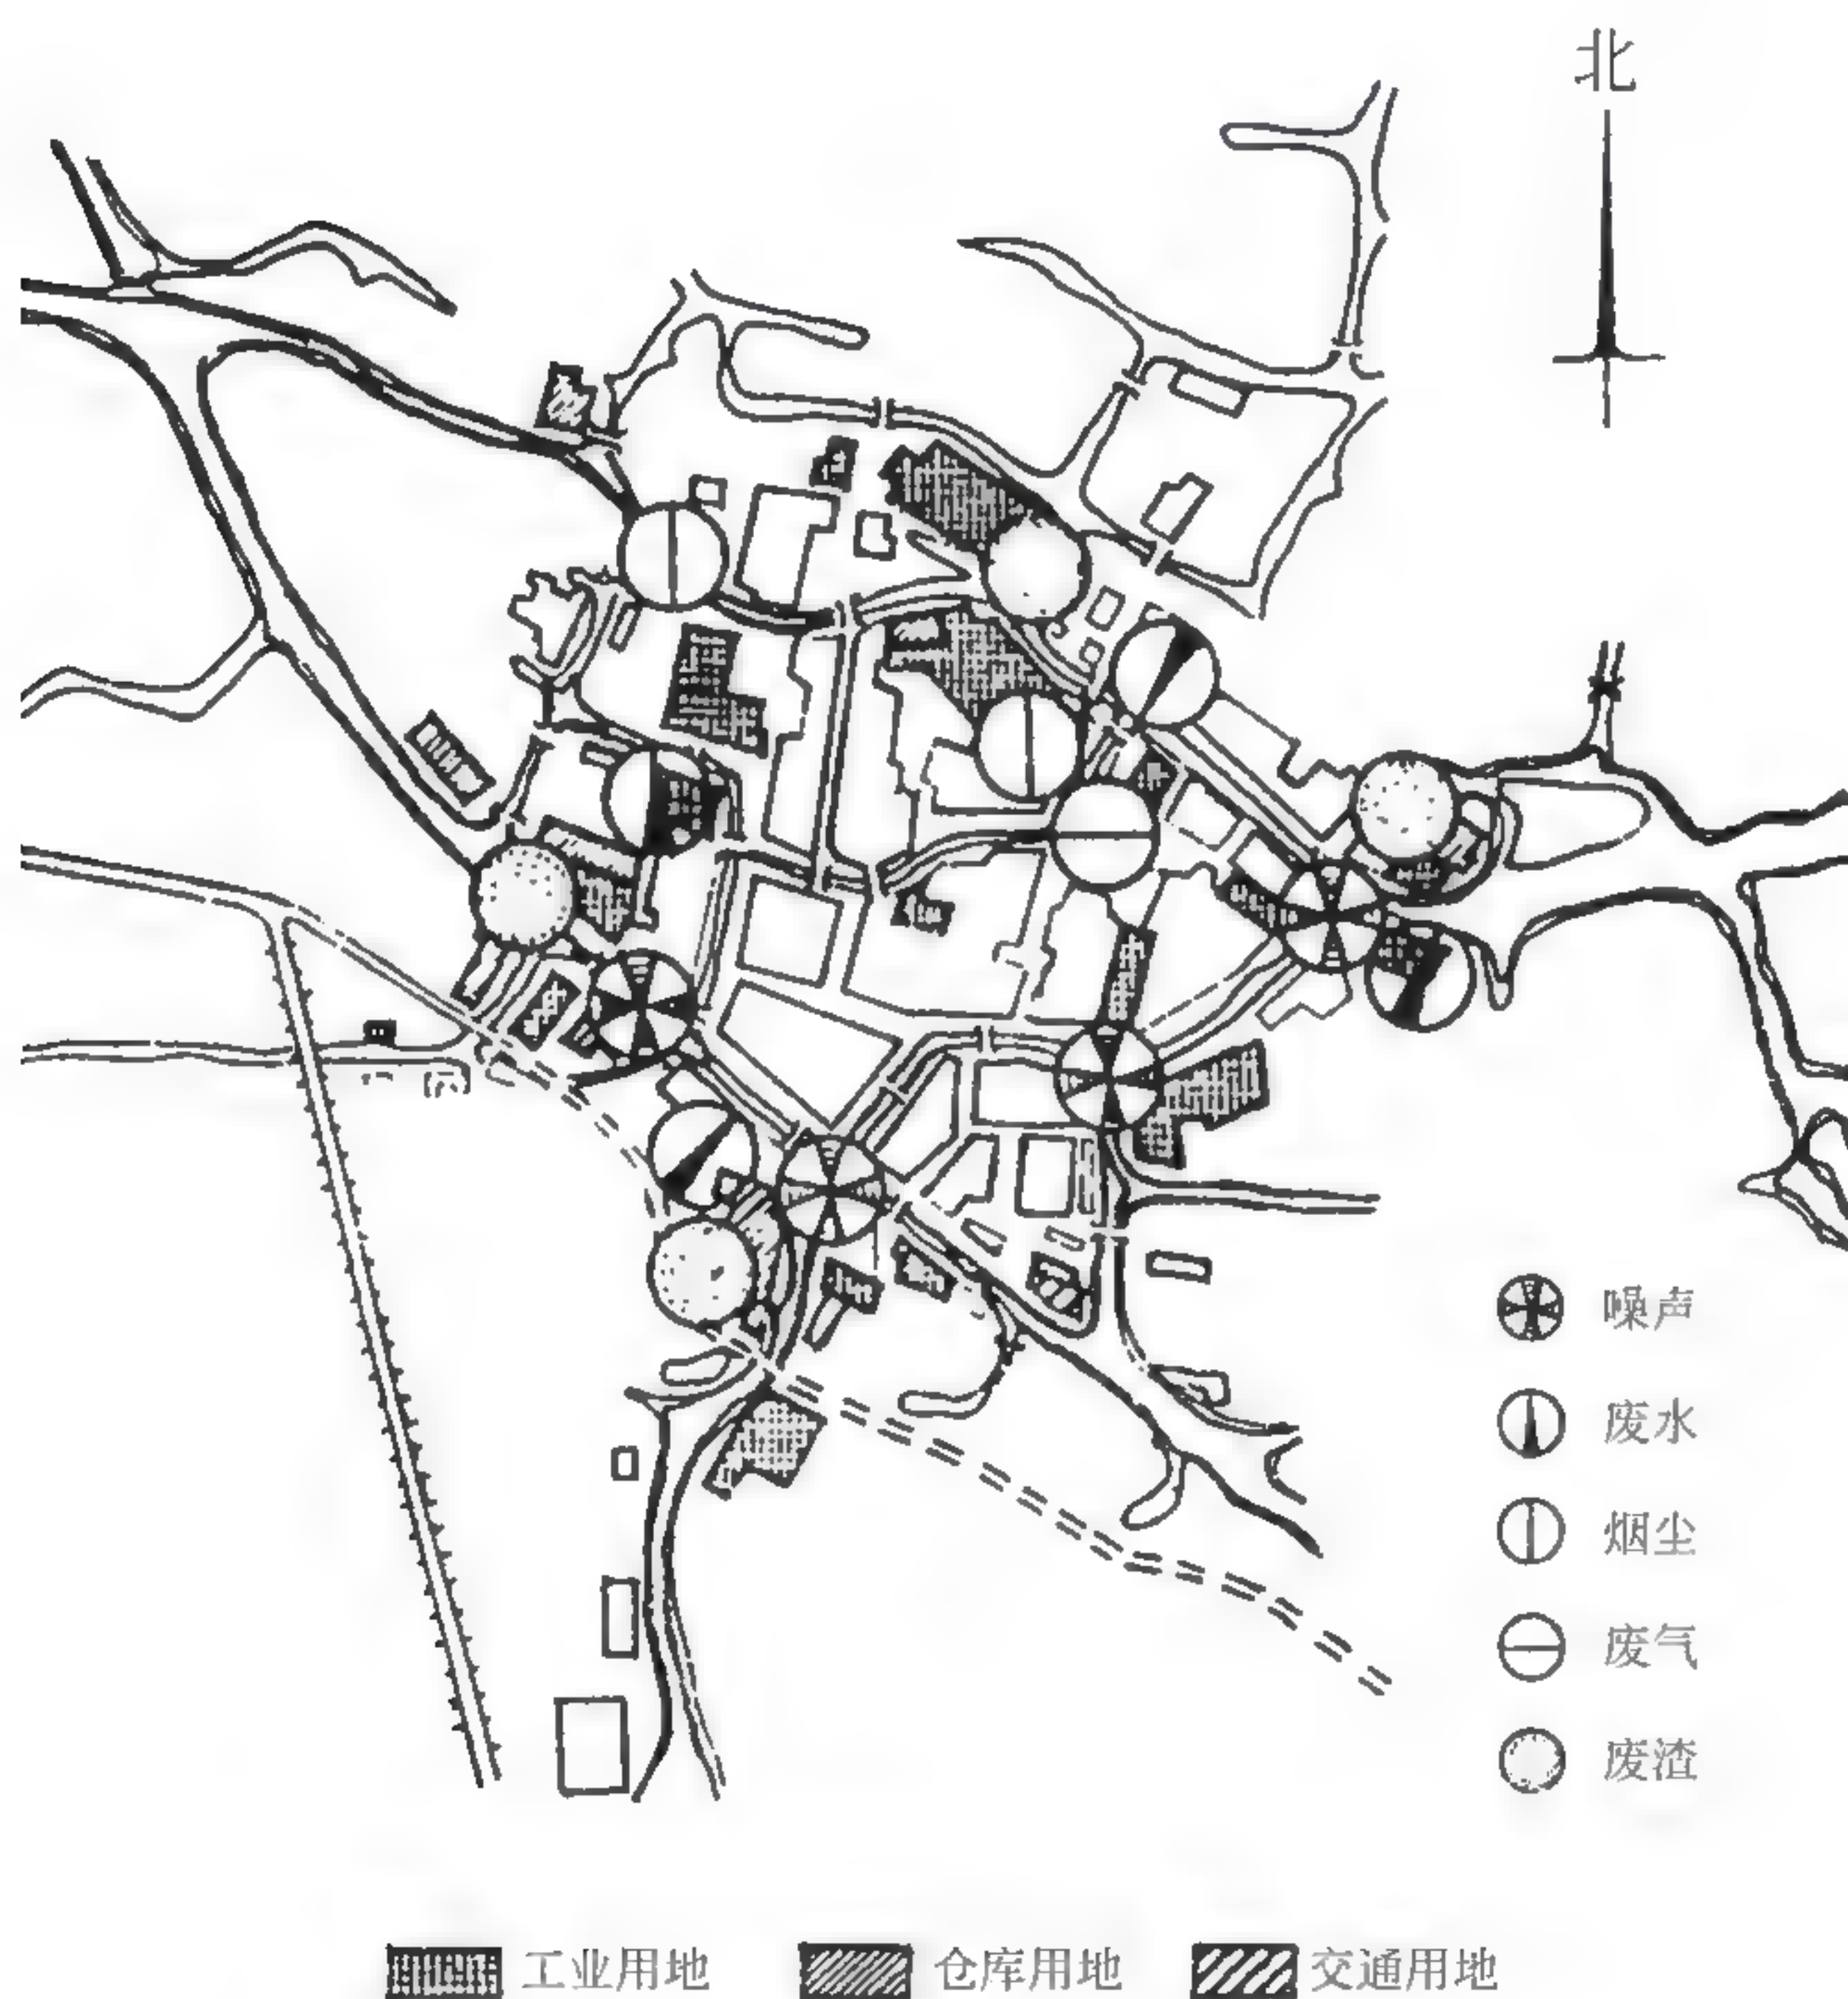 北
噪声
废水
烟尘
废气
废渣
工业用地
仓库用地
交通用地